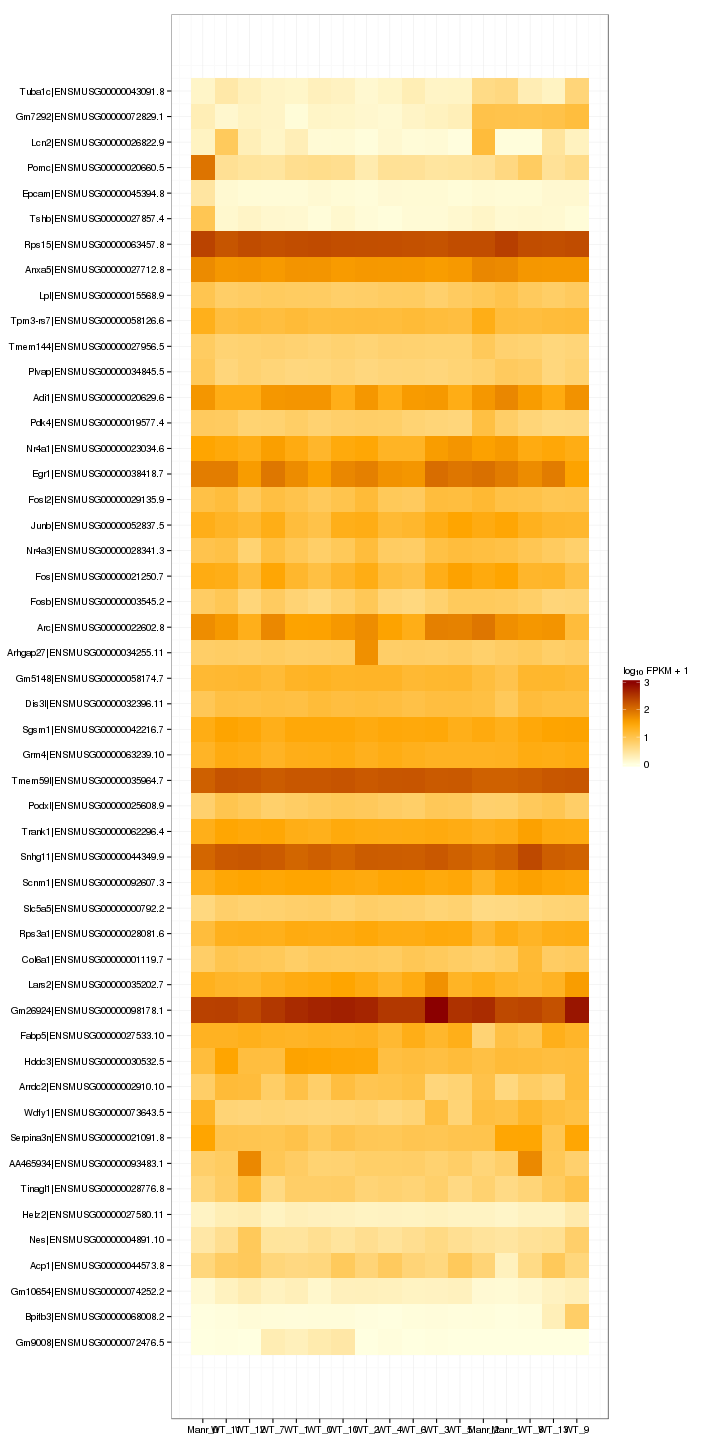 Tuba1c|ENSMUSG00000043091.8
Gm7292|ENSMUSG00000072829.1
Lcn2|ENSMUSG00000026822.9
Pomc|ENSMUSG00000020660.5
Epcam|ENSMUSG00000045394.8
Tshb|ENSMUSG00000027857.4
Rps15|ENSMUSG00000063457.8
Anxa5|ENSMUSG00000027712.8
Lpl|ENSMUSG00000015568.9
Tpm3-rs7|ENSMUSG00000058126.6
Tmem144|ENSMUSG00000027956.5
Plvap|ENSMUSG00000034845.5
Adi1|ENSMUSG00000020629.6
Pdk4|ENSMUSG00000019577.4
Nr4a1|ENSMUSG00000023034.6
Egr1|ENSMUSG00000038418.7
Fosl2|ENSMUSG00000029135.9
Junb|ENSMUSG00000052837.5
Nr4a3|ENSMUSG00000028341.3
Fos|ENSMUSG00000021250.7
Fosb|ENSMUSG00000003545.2
Arc|ENSMUSG00000022602.8
Arhgap27|ENSMUSG00000034255.11
Gm5148|ENSMUSG00000058174.7
Dis3l|ENSMUSG00000032396.11
Sgsm1|ENSMUSG00000042216.7
Grm4|ENSMUSG00000063239.10
Tmem59l|ENSMUSG00000035964.7
Podxl|ENSMUSG00000025608.9
Trank1|ENSMUSG00000062296.4
Snhg11|ENSMUSG00000044349.9
Scnm1|ENSMUSG00000092607.3
Slc5a5|ENSMUSG00000000792.2
Rps3a1|ENSMUSG00000028081.6
Col6a1|ENSMUSG00000001119.7
Lars2|ENSMUSG00000035202.7
Gm26924|ENSMUSG00000098178.1
Fabp5|ENSMUSG00000027533.10
Hddc3|ENSMUSG00000030532.5
Arrdc2|ENSMUSG00000002910.10
Wdfy1|ENSMUSG00000073643.5
Serpina3n|ENSMUSG00000021091.8
AA465934|ENSMUSG00000093483.1
Tinagl1|ENSMUSG00000028776.8
Helz2|ENSMUSG00000027580.11
Nes|ENSMUSG00000004891.10
Acp1|ENSMUSG00000044573.8
Gm10654|ENSMUSG00000074252.2
Bpifb3|ENSMUSG00000068008.2
Gm9008|ENSMUSG00000072476.5
log10 FPKM + 1
3
2
1
0
WT_7 WT_9